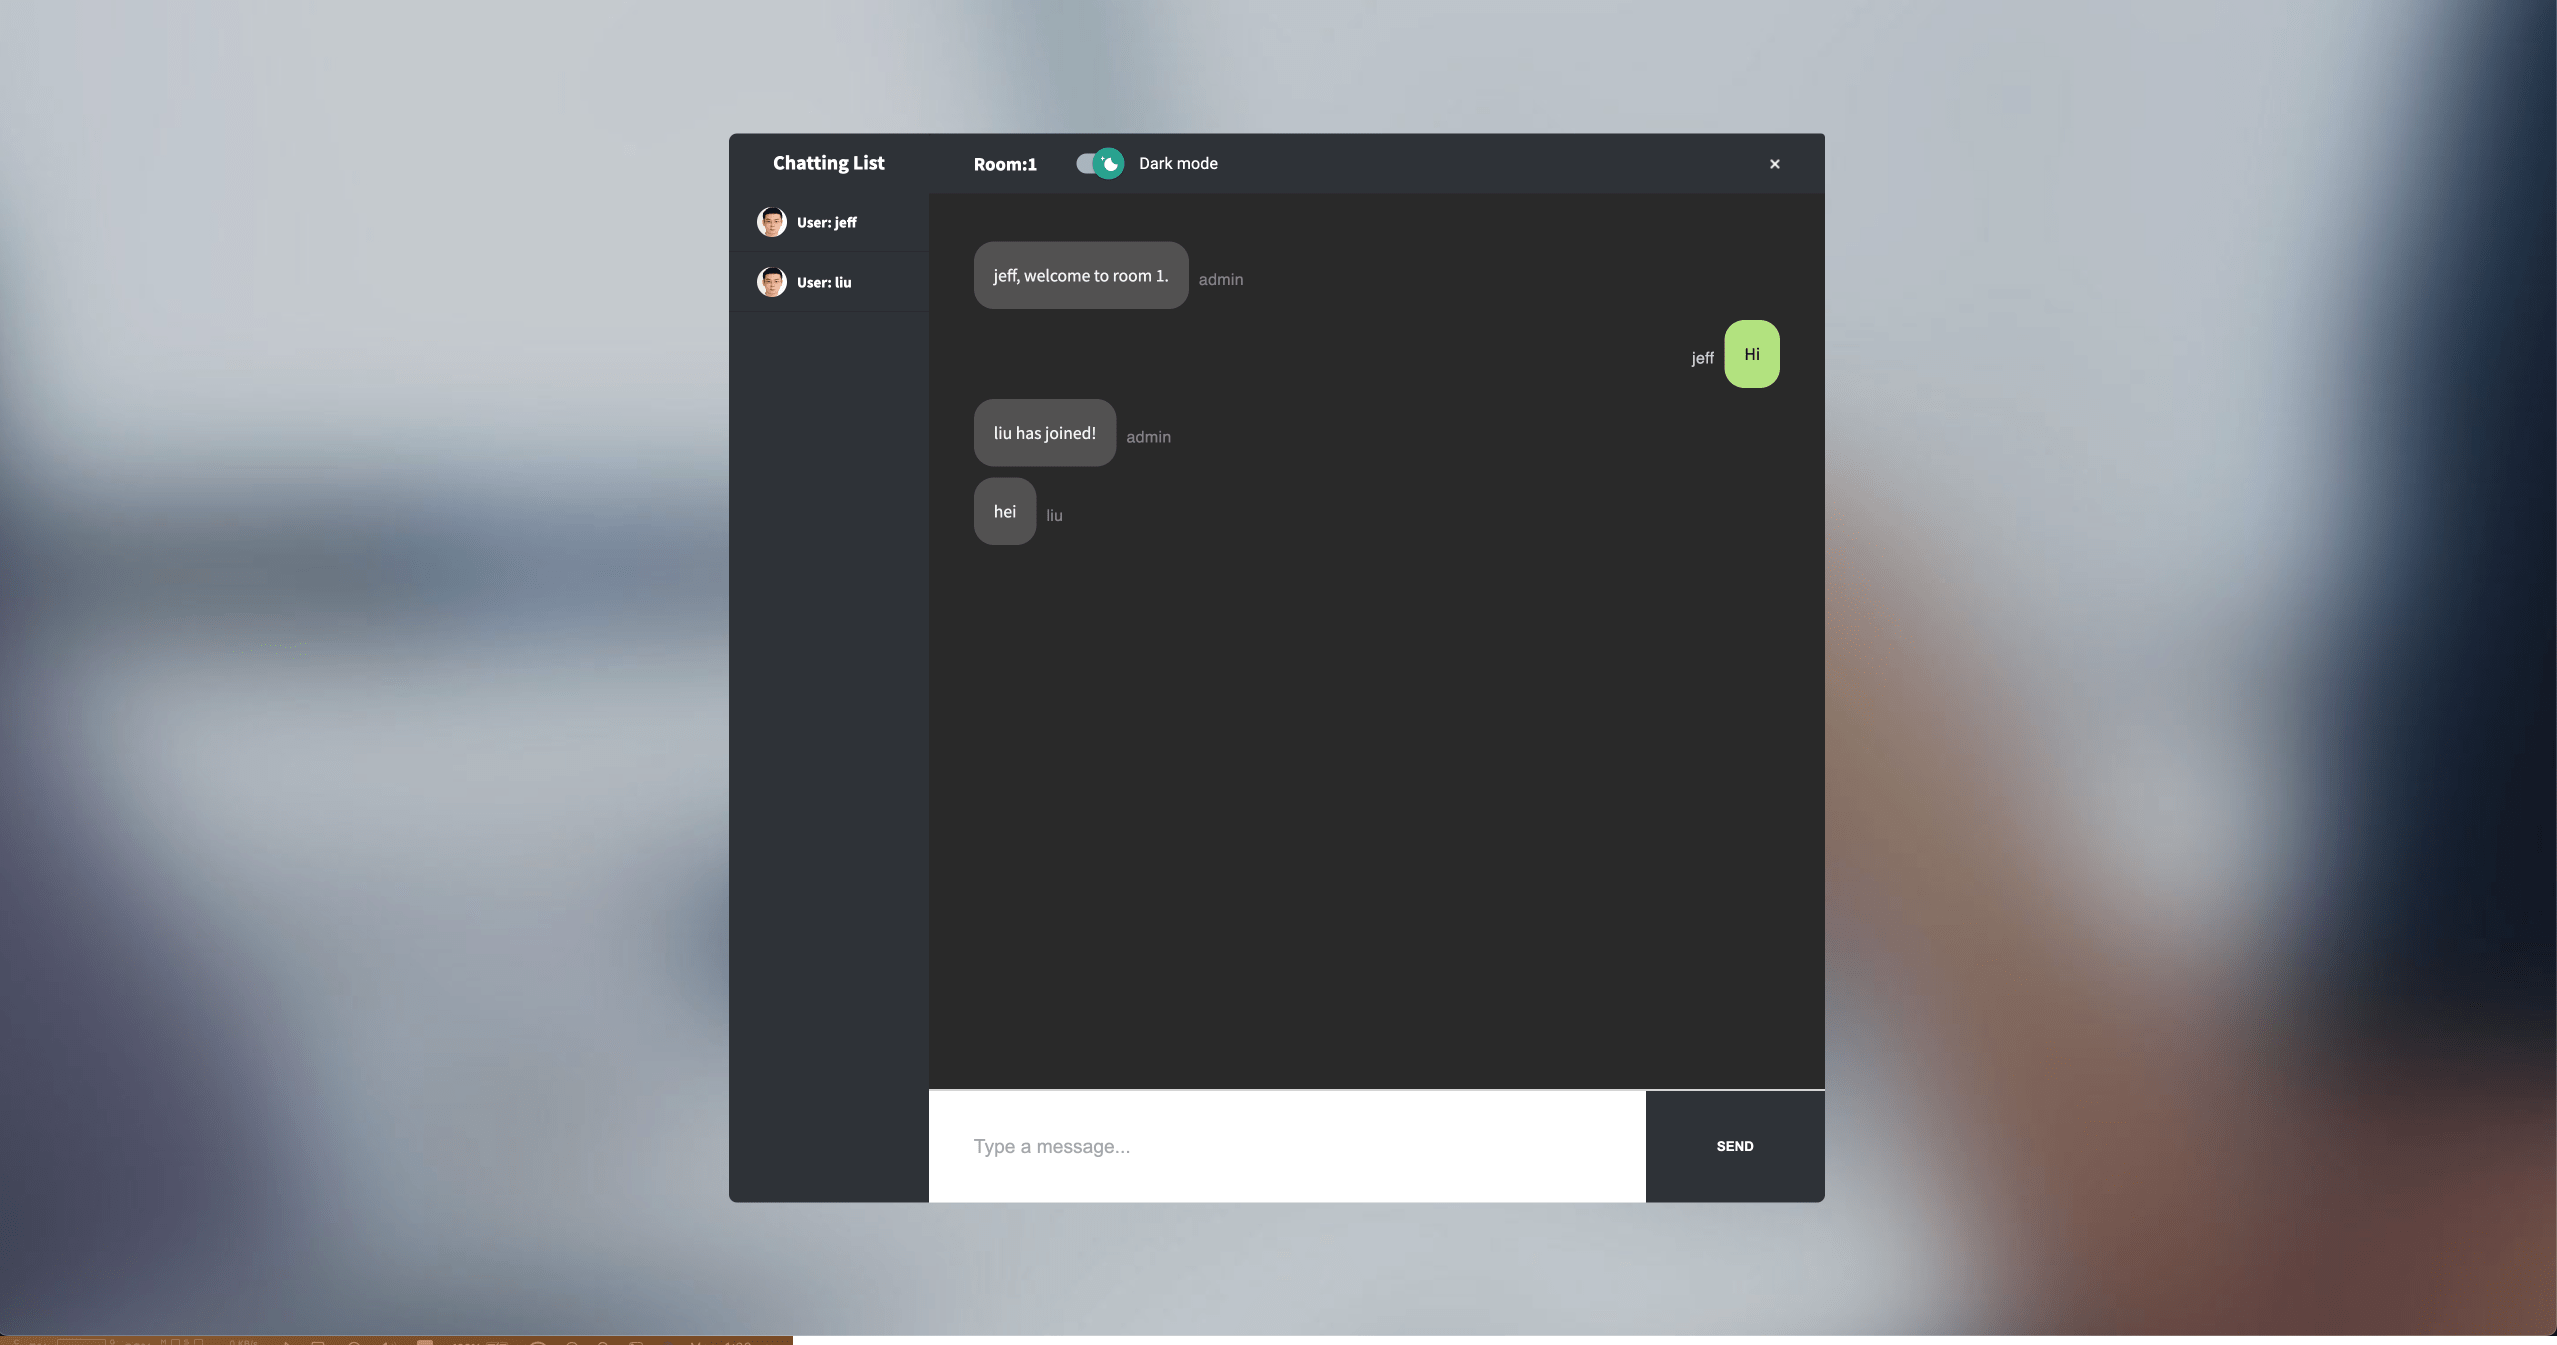 Chatting List
Room:1
Dark mode
×
User: jeff
User: liu
jeff, welcome to room 1.
admin
jeff
Hi
liu has joined!
admin
hei
liu
Type a message...
SEND